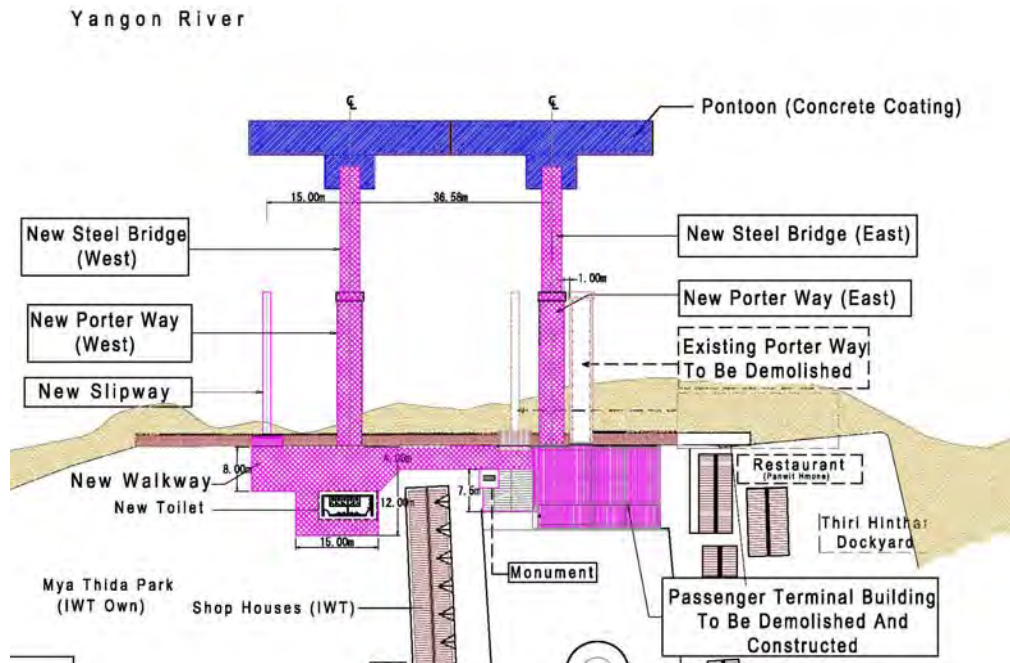 Yangon River
℄
℄
Pontoon (Concrete Coating)
15.00m
36.58m
New Steel Bridge
(West)
New Steel Bridge (East)
1.00m
New Porter Way
(West)
New Porter Way (East)
Existing Porter Way
To Be Demolished
New Slipway
8.00m
New Walkway
New Toilet
12.00m
15.00m
7.5m
Restaurant
Thiri Hinthar
Dockyard
Monument
Mya Thida Park
(IWT Own)
Shop Houses (IWT)
Passenger Terminal Building
To Be Demolished And
Constructed